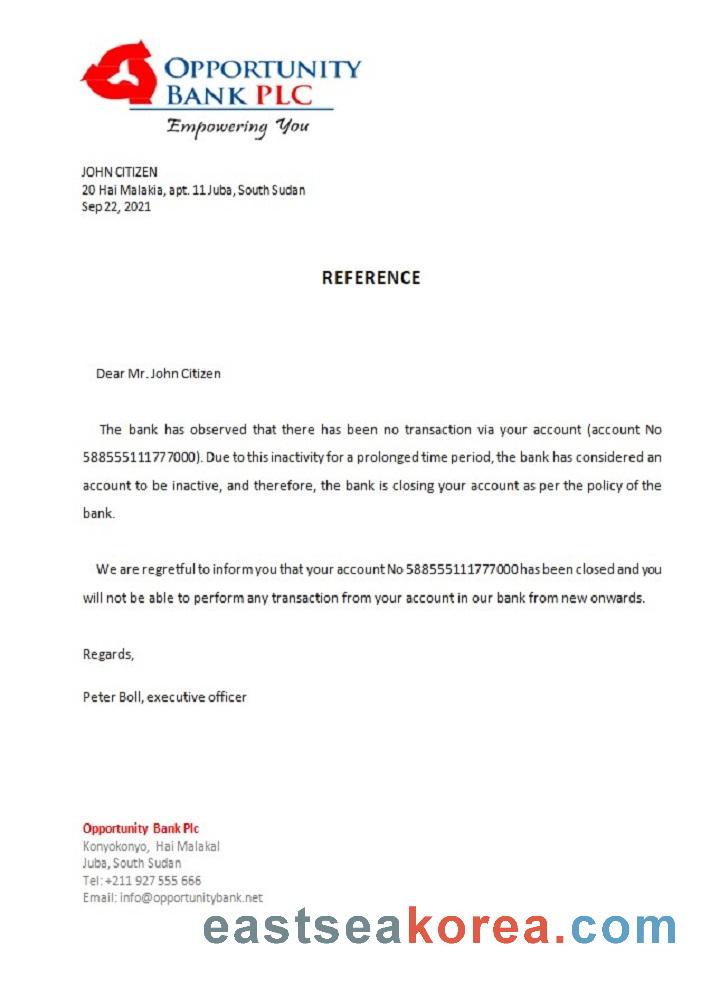 OPPORTUNITY
BANK PLC
Empowering You
JOHN CITIZEN
20 Hai Malakia, apt. 11 Juba, South Sudan
Sep 22, 2021
REFERENCE
Dear Mr. John Citizen
The bank has observed that there has been no transaction via your account (account No
588555111777000). Due to this inactivity for a prolonged time period, the bank has considered an
account to be inactive, and therefore, the bank is closing your account as per the policy of the
bank.
We are regretful to inform you that your account No 588555111777000 has been closed and you
will not be able to perform any transaction from your account in our bank from new onwards.
Regards,
Peter Boll, executive officer
Opportunity Bank Plc
Konyokonyo, Hai Malakal
Juba, South Sudan
Tel: +211 927 555 666
Email: info@opportunitybank.net
eastseakorea.com